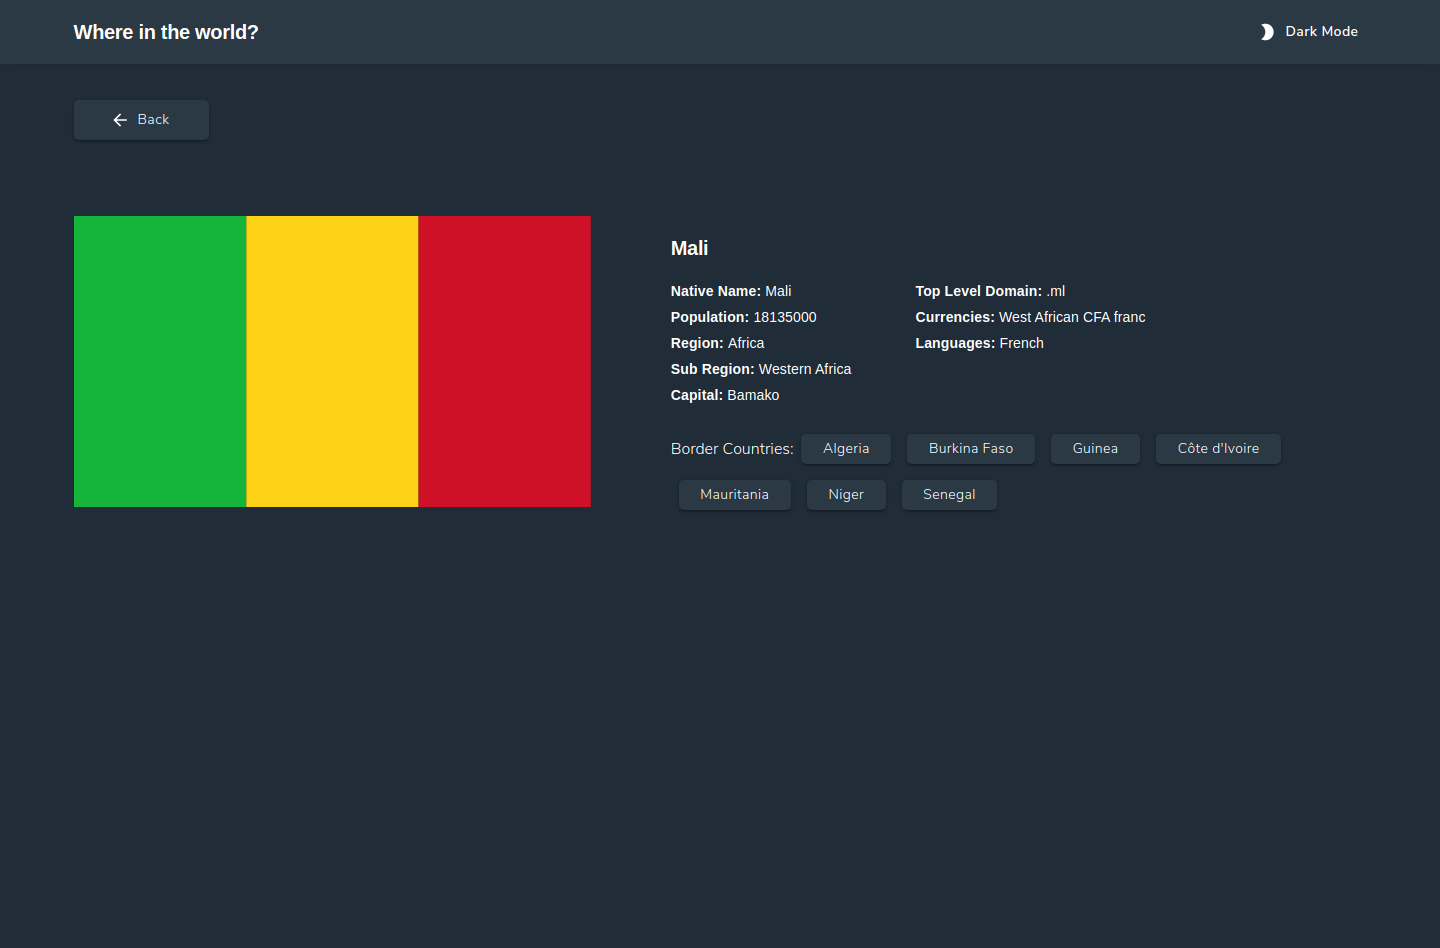 Where in the world?
Dark Mode
Back
Mali
Native Name: Mali
Population: 18135000
Region: Africa
Sub Region: Western Africa
Capital: Bamako
Top Level Domain: .ml
Currencies: West African CFA franc
Languages: French
Border Countries: Algeria Burkina Faso Guinea Côte d'Ivoire
Mauritania Niger Senegal